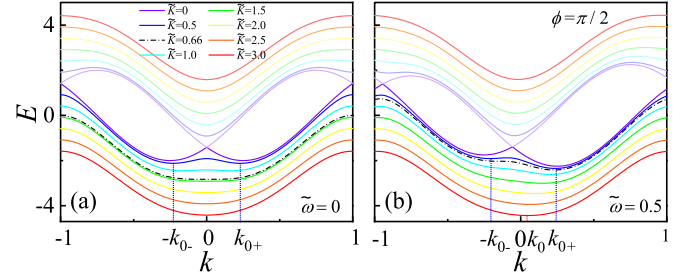 4
0
-4
E
K̃=0
K̃=0.5
K̃=0.66
K̃=1.0
K̃=1.5
K̃=2.0
K̃=2.5
K̃=3.0
(a)
ω̃=0
-1
-k₀₋
0
k₀₊
1
k
ϕ=π/2
(b)
ω̃=0.5
-1
-k₀₋
0
k₀
k₀₊
1
k